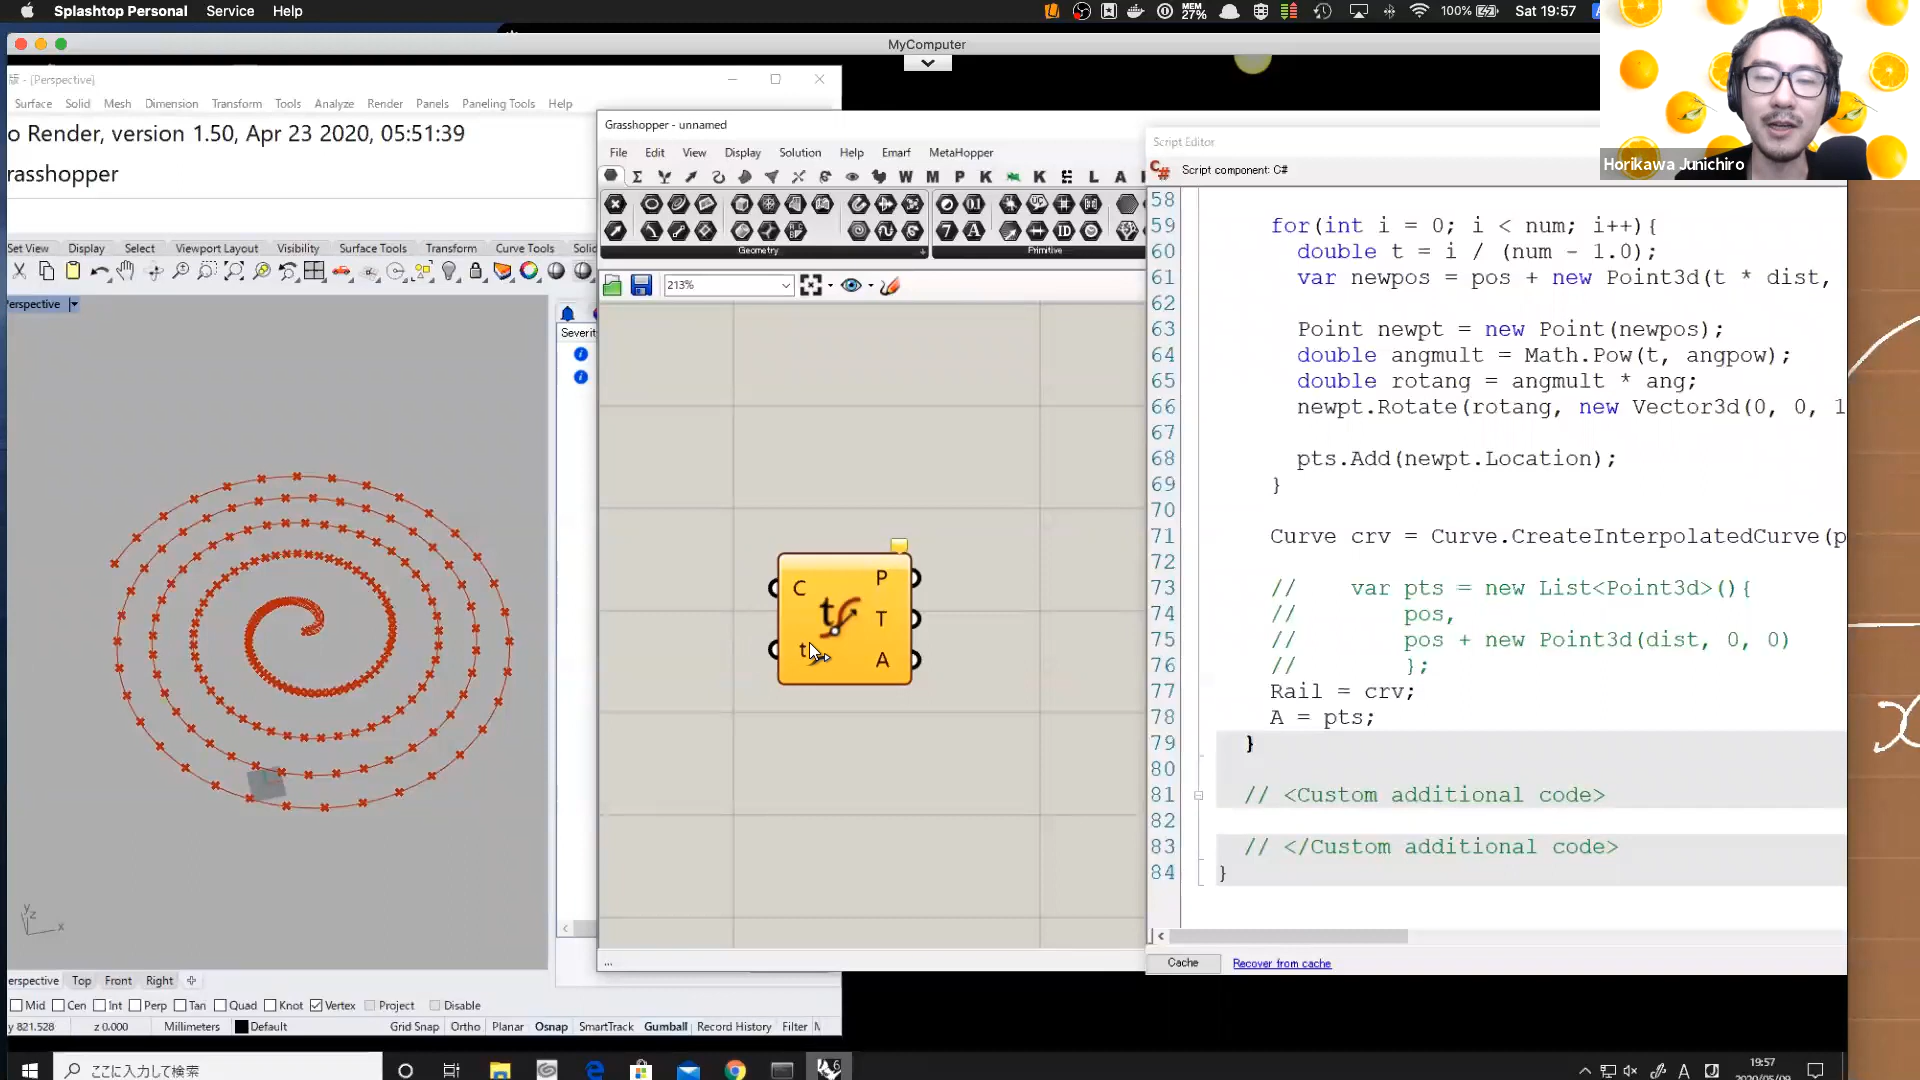 Splashtop Personal Service Help
MEM 27% 100% Sat 19:57
MyComputer
- (Perspective)
Surface Solid Mesh Dimension Transform Tools Analyze Render Panels Paneling Tools Help
o Render, version 1.50, Apr 23 2020, 05:51:39
rasshopper
Set View Display Select Viewport Layout Visibility Surface Tools Transform Curve Tools Solid
erspective
Severity
Grasshopper - unnamed
File Edit View Display Solution Help Emarf MetaHopper
W M P K K L A
Geometry Primitive
213%
C P
t T
t A
...
Script Editor
C# Script component: C#
58
59 for(int i = 0; i < num; i++){
60 double t = i / (num - 1.0);
61 var newpos = pos + new Point3d(t * dist,
62
63 Point newpt = new Point(newpos);
64 double angmult = Math.Pow(t, angpow);
65 double rotang = angmult * ang;
66 newpt.Rotate(rotang, new Vector3d(0, 0, 1
67
68 pts.Add(newpt.Location);
69 }
70
71 Curve crv = Curve.CreateInterpolatedCurve(p
72
73 // var pts = new List<Point3d>(){
74 // pos,
75 // pos + new Point3d(dist, 0, 0)
76 // };
77 Rail = crv;
78 A = pts;
79 }
80
81 // <Custom additional code>
82
83 // </Custom additional code>
84 }
Cache Recover from cache
Horikawa Junichiro
x
y z x
erspective Top Front Right
Mid Cen Int Perp Tan Quad Knot Vertex Project Disable
y 821.528 z 0.000 Millimeters Default Grid Snap Ortho Planar Osnap SmartTrack Gumball Record History Filter M
ここに入力して検索
A 19:57
2020/05/09